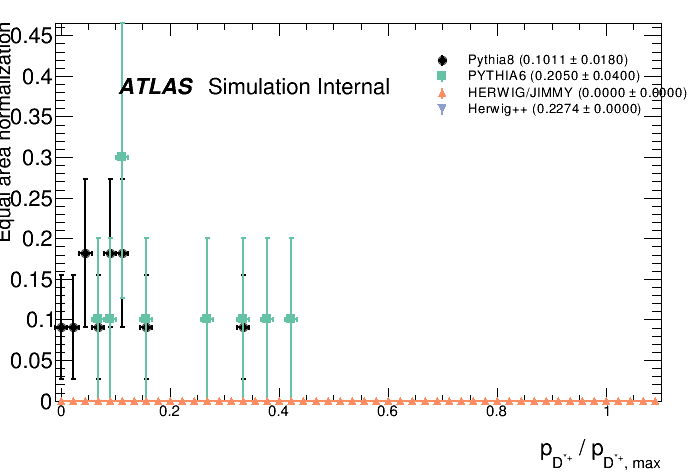 Equal area normalization
0.45
0.4
0.35
0.3
0.25
0.2
0.15
0.1
0.05
0
ATLAS Simulation Internal
Pythia8 (0.1011 ± 0.0180)
PYTHIA6 (0.2050 ± 0.0400)
HERWIG/JIMMY (0.0000 ± 0.0000)
Herwig++ (0.2274 ± 0.0000)
0 0.2 0.4 0.6 0.8 1
p_D*+ / p_D*+, max